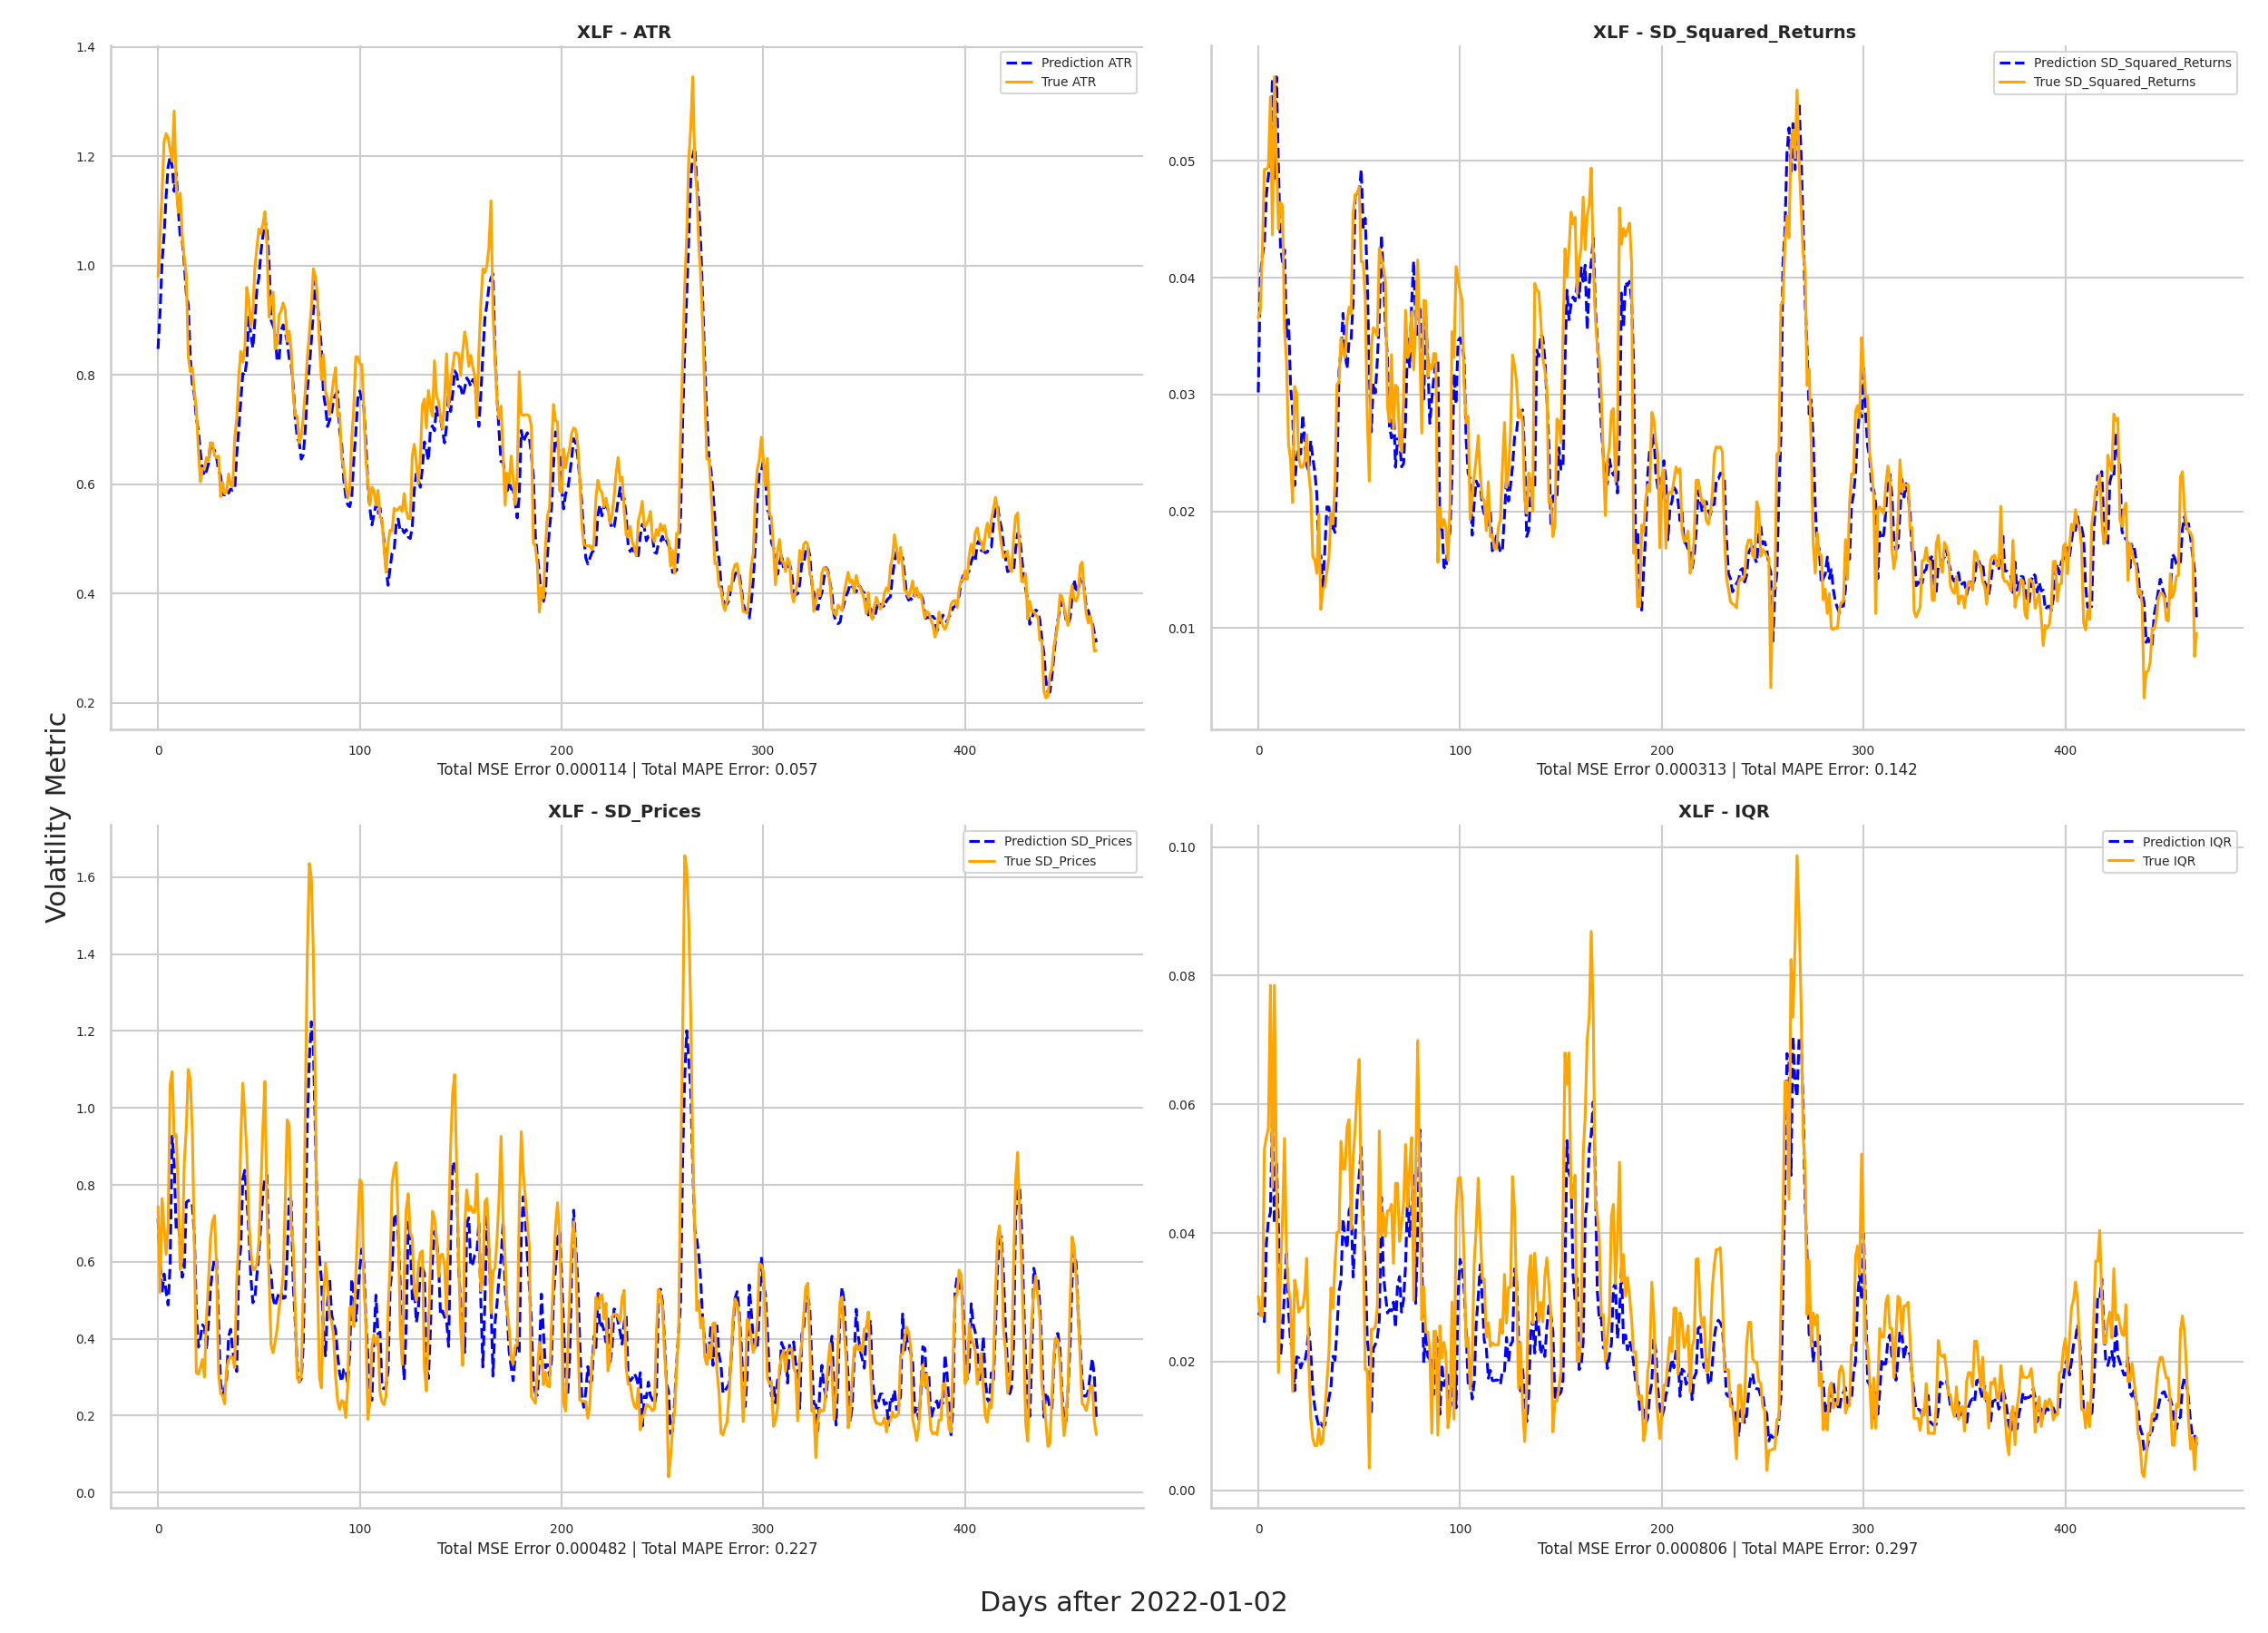 XLF - ATR
1.4
1.2
1.0
0.8
0.6
0.4
0.2
0 100 200 300 400
Prediction ATR
True ATR
Total MSE Error 0.000114 | Total MAPE Error: 0.057
XLF - SD_Squared_Returns
0.05
0.04
0.03
0.02
0.01
0 100 200 300 400
Prediction SD_Squared_Returns
True SD_Squared_Returns
Total MSE Error 0.000313 | Total MAPE Error: 0.142
Volatility Metric
XLF - SD_Prices
1.6
1.4
1.2
1.0
0.8
0.6
0.4
0.2
0.0
0 100 200 300 400
Prediction SD_Prices
True SD_Prices
Total MSE Error 0.000482 | Total MAPE Error: 0.227
XLF - IQR
0.10
0.08
0.06
0.04
0.02
0.00
0 100 200 300 400
Prediction IQR
True IQR
Total MSE Error 0.000806 | Total MAPE Error: 0.297
Days after 2022-01-02